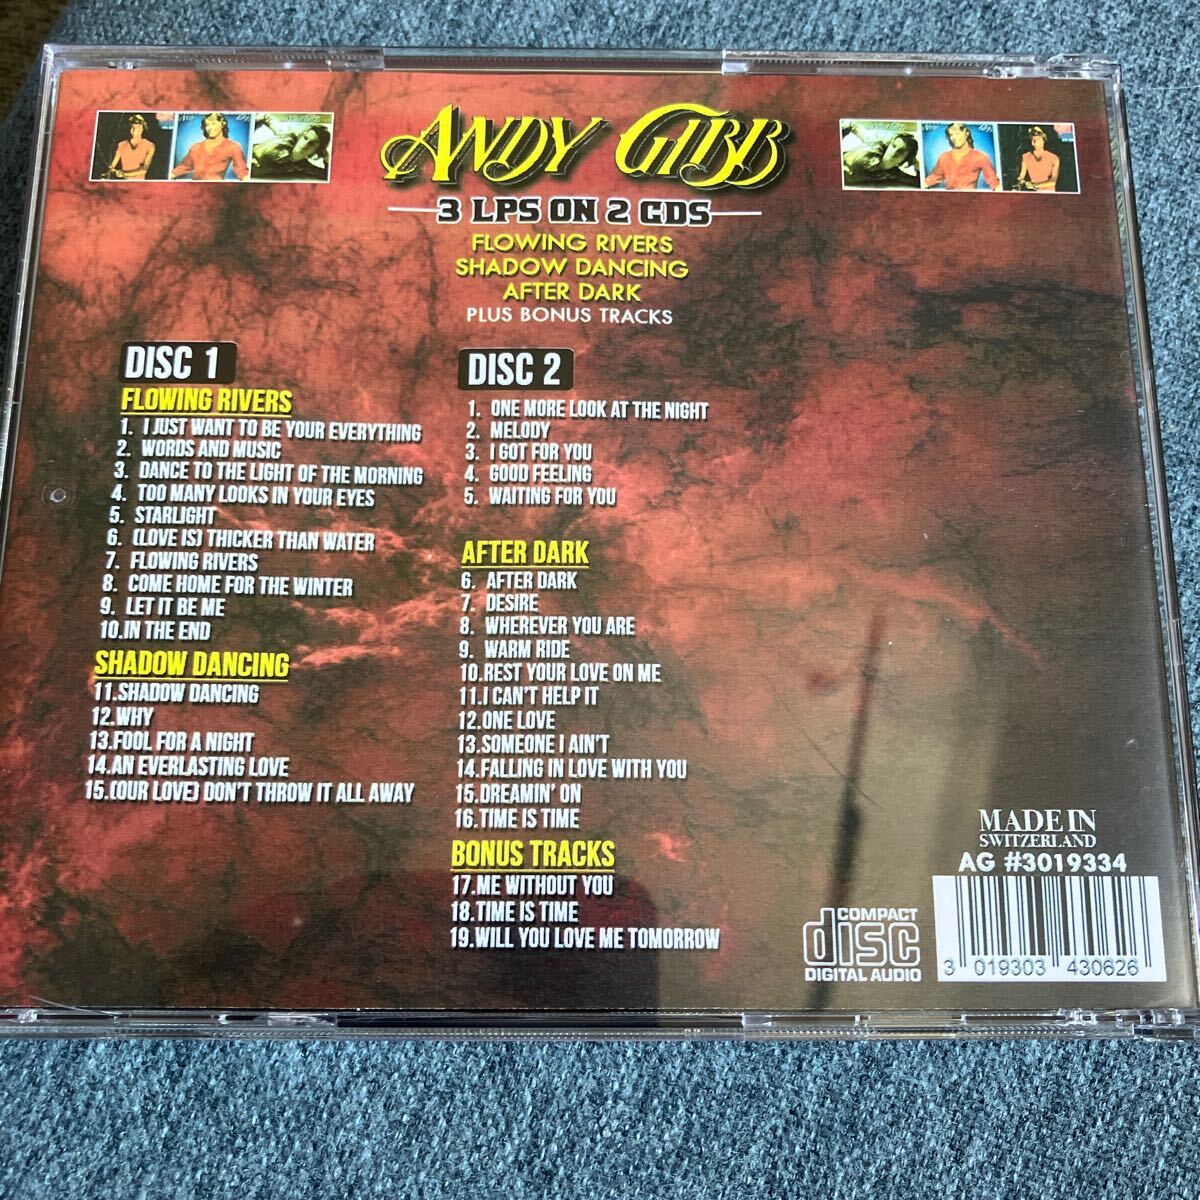 ANDY GIBB
3 LPS ON 2 CDS
FLOWING RIVERS
SHADOW DANCING
AFTER DARK
PLUS BONUS TRACKS
DISC 1
FLOWING RIVERS
1. I JUST WANT TO BE YOUR EVERYTHING
2. WORDS AND MUSIC
3. DANCE TO THE LIGHT OF THE MORNING
4. TOO MANY LOOKS IN YOUR EYES
5. STARLIGHT
6. (LOVE IS) THICKER THAN WATER
7. FLOWING RIVERS
8. COME HOME FOR THE WINTER
9. LET IT BE ME
10.IN THE END
SHADOW DANCING
11.SHADOW DANCING
12.WHY
13.FOOL FOR A NIGHT
14.AN EVERLASTING LOVE
15.(OUR LOVE) DON'T THROW IT ALL AWAY
DISC 2
1. ONE MORE LOOK AT THE NIGHT
2. MELODY
3. I GOT FOR YOU
4. GOOD FEELING
5. WAITING FOR YOU
AFTER DARK
6. AFTER DARK
7. DESIRE
8. WHEREVER YOU ARE
9. WARM RIDE
10.REST YOUR LOVE ON ME
11.I CAN'T HELP IT
12.ONE LOVE
13.SOMEONE I AIN'T
14.FALLING IN LOVE WITH YOU
15.DREAMIN' ON
16.TIME IS TIME
BONUS TRACKS
17.ME WITHOUT YOU
18.TIME IS TIME
19.WILL YOU LOVE ME TOMORROW
MADE IN
SWITZERLAND
AG #3019334
COMPACT
disc
DIGITAL AUDIO
3 019303 430626